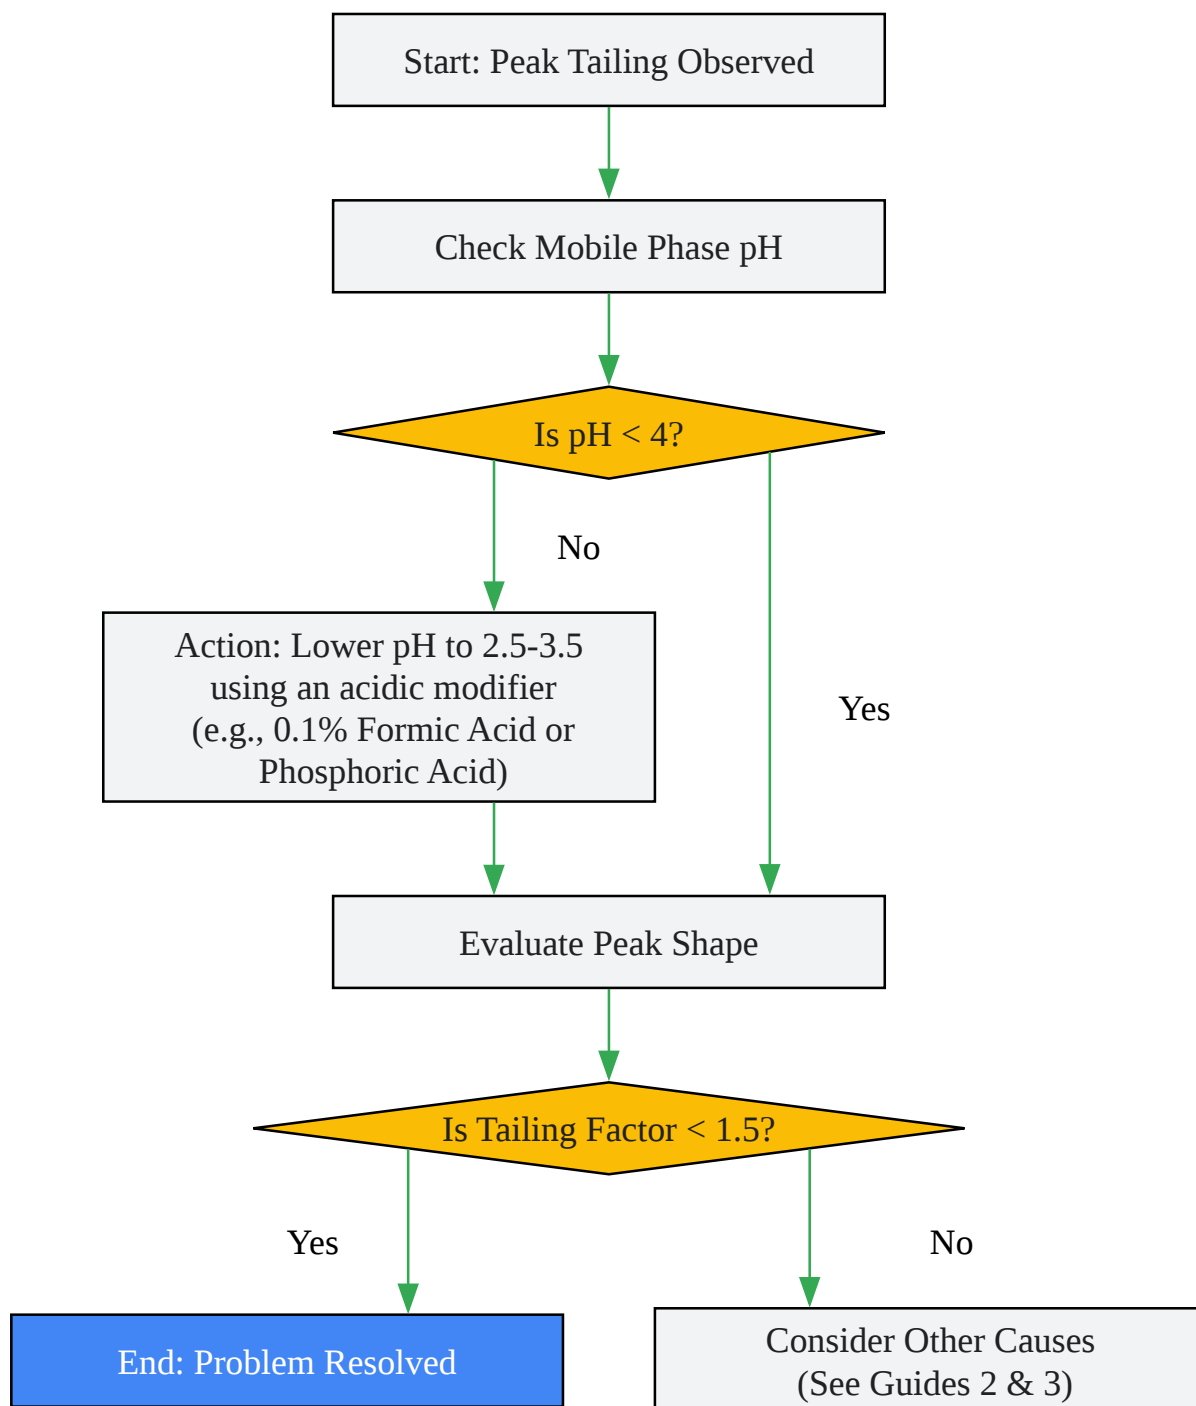 Start: Peak Tailing Observed
Check Mobile Phase pH
Is pH < 4?
No
Action: Lower pH to 2.5-3.5
using an acidic modifier
(e.g., 0.1% Formic Acid or
Phosphoric Acid)
Yes
Evaluate Peak Shape
Is Tailing Factor < 1.5?
Yes
No
End: Problem Resolved
Consider Other Causes
(See Guides 2 & 3)